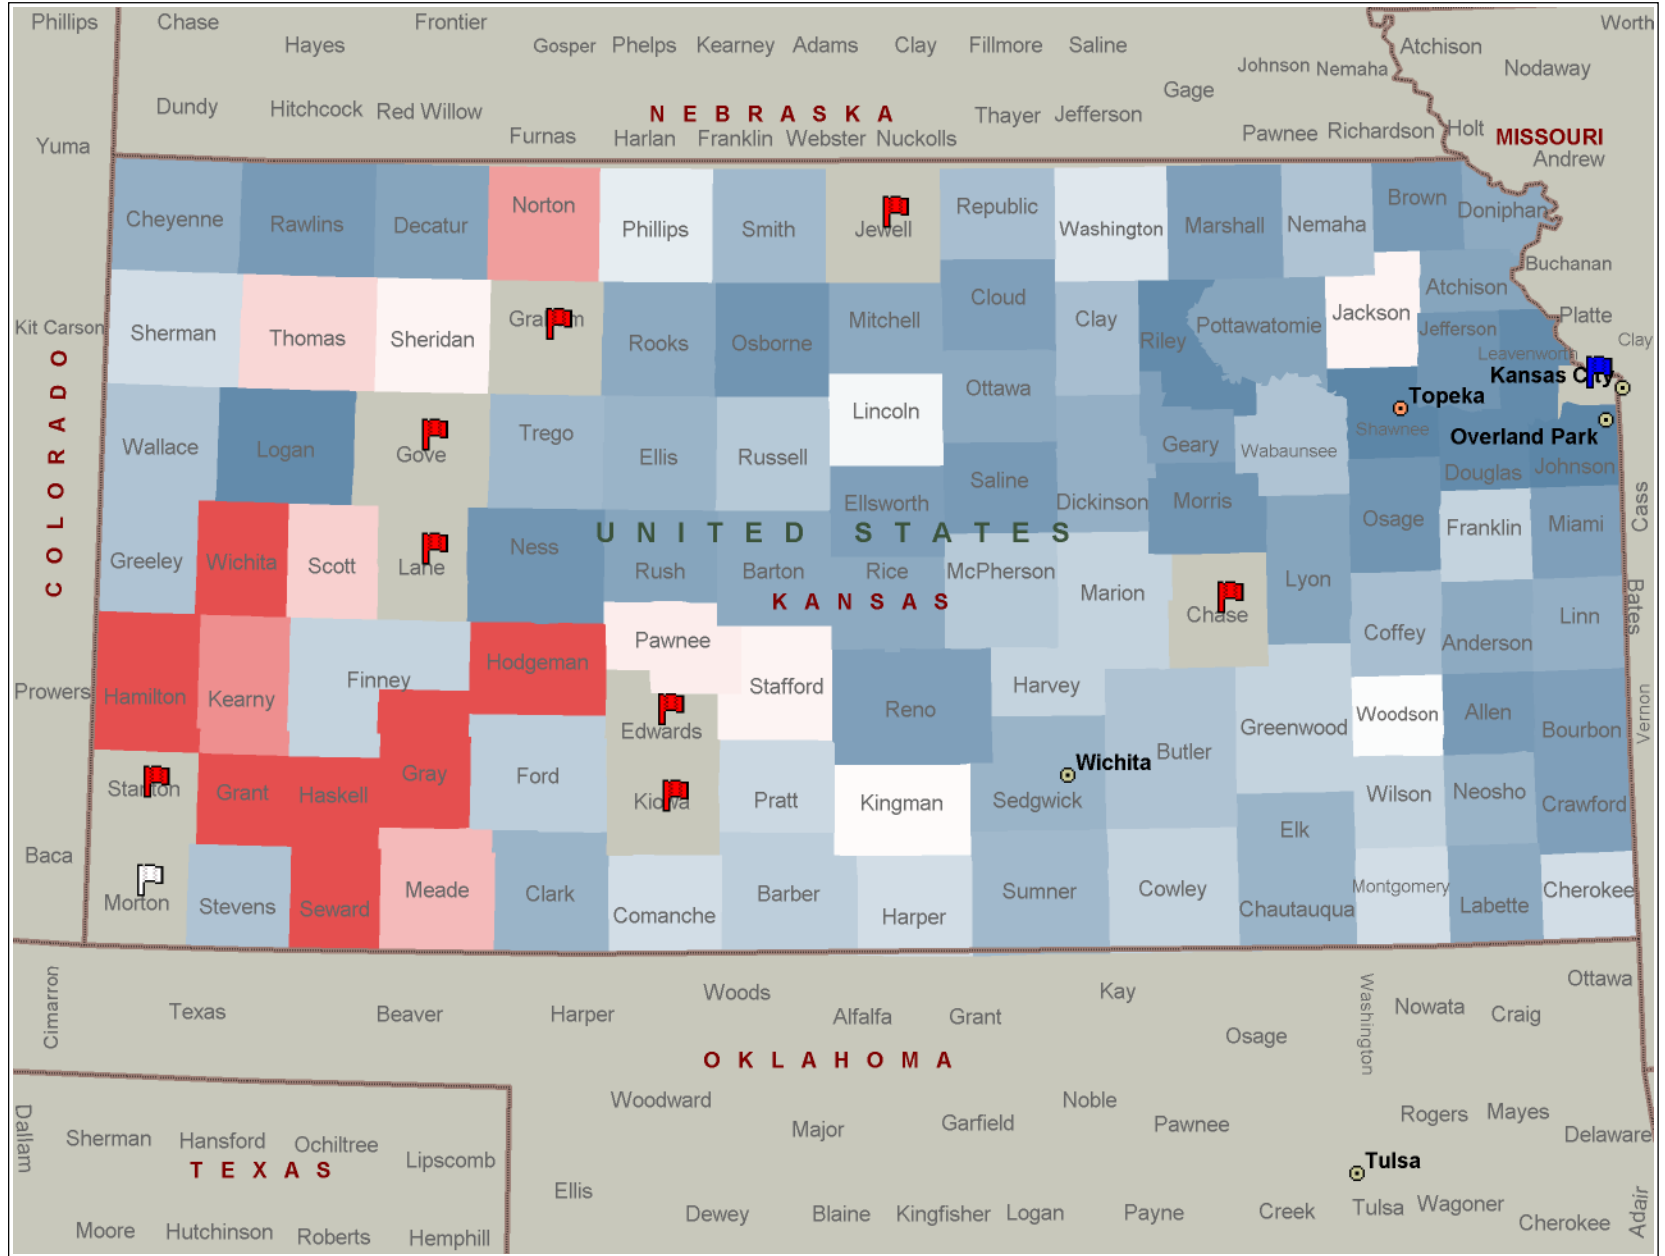 Phillips
Chase
Frontier
Worth
Hayes
Gosper
Phelps
Kearney
Adams
Clay
Fillmore
Saline
Atchison
Johnson
Nemaha
Nodaway
Gage
Dundy
Hitchcock
Red Willow
NEBRASKA
Thayer
Jefferson
Yuma
Furnas
Harlan
Franklin
Webster
Nuckolls
Pawnee
Richardson
Holt
MISSOURI
Andrew
Cheyenne
Rawlins
Decatur
Norton
Phillips
Smith
Jewell
Republic
Washington
Marshall
Nemaha
Brown
Doniphan
Buchanan
Kit Carson
Sherman
Thomas
Sheridan
Graham
Rooks
Osborne
Mitchell
Cloud
Clay
Riley
Pottawatomie
Jackson
Atchison
Jefferson
Platte
Clay
Leavenworth
Kansas City
COLORADO
Wallace
Logan
Gove
Trego
Ellis
Russell
Lincoln
Ottawa
Geary
Wabaunsee
Topeka
Shawnee
Overland Park
Douglas
Johnson
Ellsworth
Saline
Dickinson
Morris
Osage
Franklin
Miami
Cass
UNITED STATES
Greeley
Wichita
Scott
Lane
Ness
Rush
Barton
Rice
McPherson
Marion
Chase
Lyon
Coffey
Anderson
Linn
Bates
KANSAS
Prowers
Hamilton
Kearny
Finney
Hodgeman
Pawnee
Stafford
Reno
Harvey
Greenwood
Woodson
Allen
Bourbon
Vernon
Edwards
Stanton
Grant
Haskell
Gray
Ford
Kiowa
Pratt
Kingman
Wichita
Sedgwick
Butler
Elk
Wilson
Neosho
Crawford
Baca
Morton
Stevens
Seward
Meade
Clark
Comanche
Barber
Harper
Sumner
Cowley
Chautauqua
Montgomery
Labette
Cherokee
Cimarron
Texas
Beaver
Harper
Woods
Alfalfa
Grant
Kay
Osage
Washington
Nowata
Craig
Ottawa
OKLAHOMA
Dallam
Sherman
Hansford
Ochiltree
Lipscomb
TEXAS
Woodward
Major
Garfield
Noble
Pawnee
Rogers
Mayes
Delaware
Tulsa
Moore
Hutchinson
Roberts
Hemphill
Ellis
Dewey
Blaine
Kingfisher
Logan
Payne
Creek
Tulsa
Wagoner
Cherokee
Adair